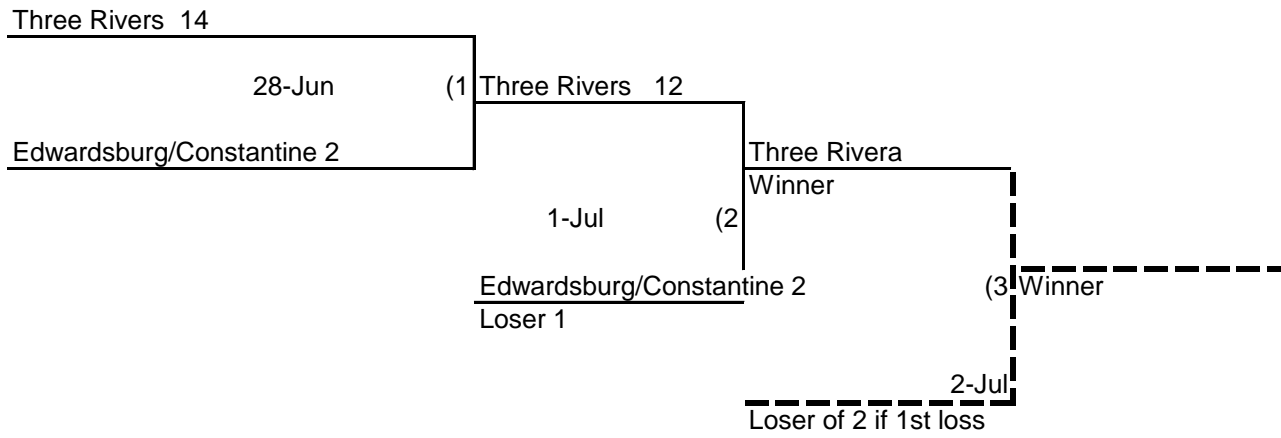 Three Rivers 14
28-Jun (1 Three Rivers 12
Edwardsburg/Constantine 2
Three Rivera
Winner
1-Jul (2
Edwardsburg/Constantine 2
(3 Winner
Loser 1
2-Jul
Loser of 2 if 1st loss